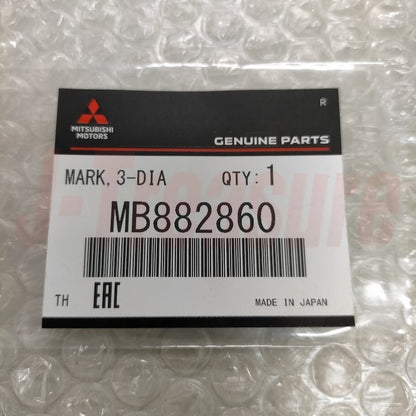 R
MITSUBISHI
MOTORS
GENUINE PARTS
MARK, 3-DIA QTY: 1
MB882860
TH EAC MADE IN JAPAN